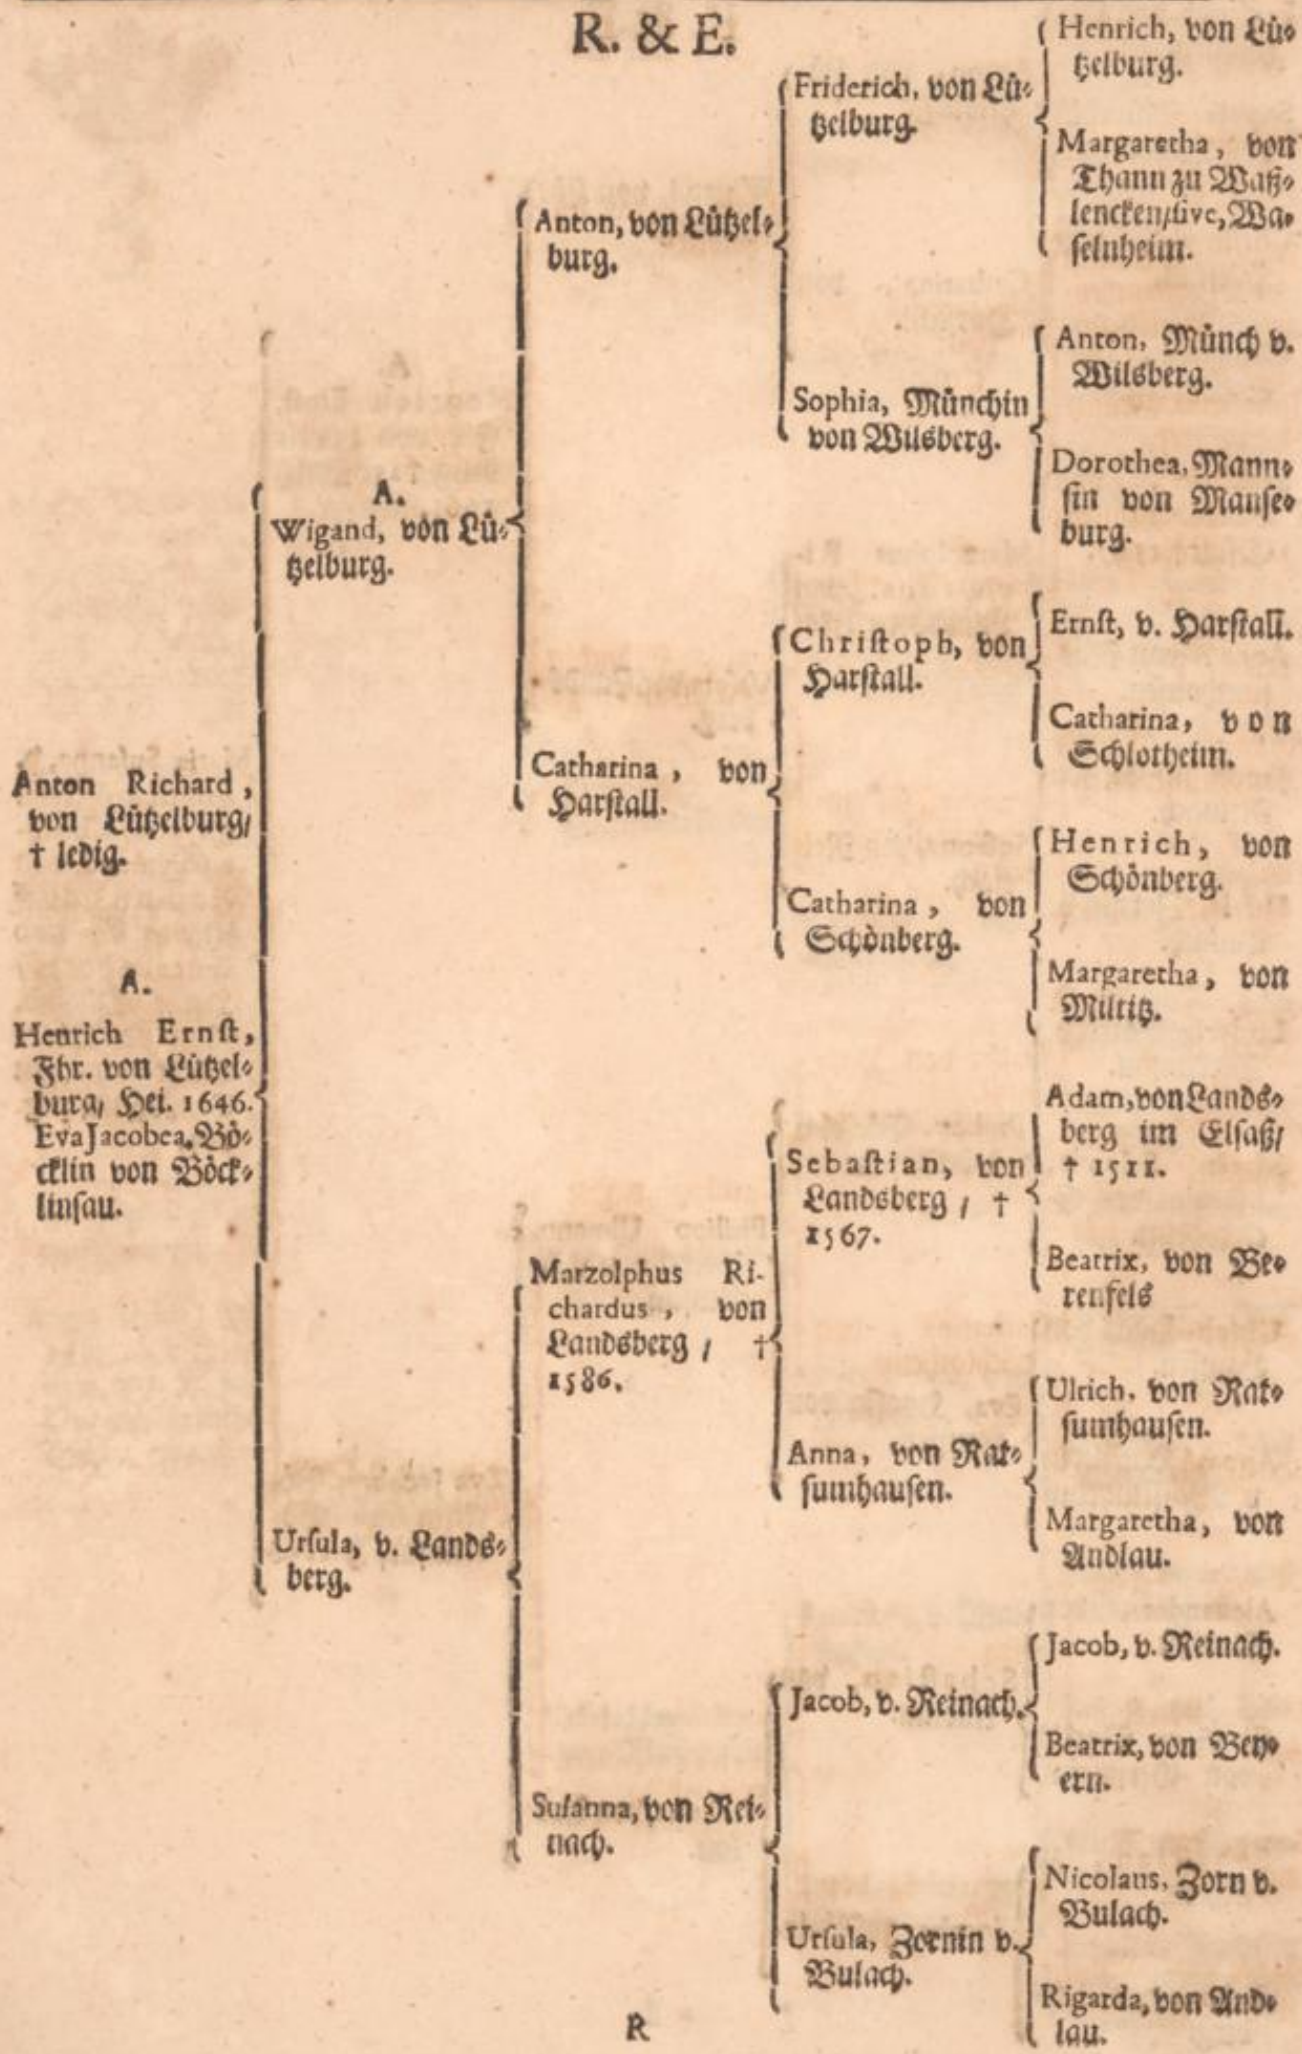 R. & E.
Anton Richard,
von Lützelburg/
† ledig.
A.
Henrich Ernst,
Fhr. von Lützel-
burg, Hei. 1646.
Eva Jacobea, Bö-
cklin von Böck-
linsau.
A.
Wigand, von Lü-
tzelburg.
Ursula, v. Lands-
berg.
Anton, von Lützel-
burg.
Catharina, von
Harstall.
Marzolphus Ri-
chardus, von
Landsberg / †
1586.
Susanna, von Rei-
nach.
Friderich, von Lü-
tzelburg.
Sophia, Münchin
von Wilsberg.
Christoph, von
Harstall.
Catharina, von
Schönberg.
Sebastian, von
Landsberg / †
1567.
Anna, von Rat-
sumhausen.
Jacob, v. Reinach.
Ursula, Zornin v.
Bulach.
Henrich, von Lü-
tzelburg.
Margaretha, von
Thann zu Watz-
lencken/sive, Wa-
selnheim.
Anton, Münch v.
Wilsberg.
Dorothea, Mann-
sin von Manse-
burg.
Ernst, v. Harstall.
Catharina, von
Schlotheim.
Henrich, von
Schönberg.
Margaretha, von
Miltitz.
Adam, von Lands-
berg im Elsaß/
† 1511.
Beatrix, von Be-
renfels
Ulrich, von Rat-
sumhausen.
Margaretha, von
Andlau.
Jacob, v. Reinach.
Beatrix, von Bey-
ern.
Nicolaus, Zorn v.
Bulach.
Rigarda, von And-
lau.
R